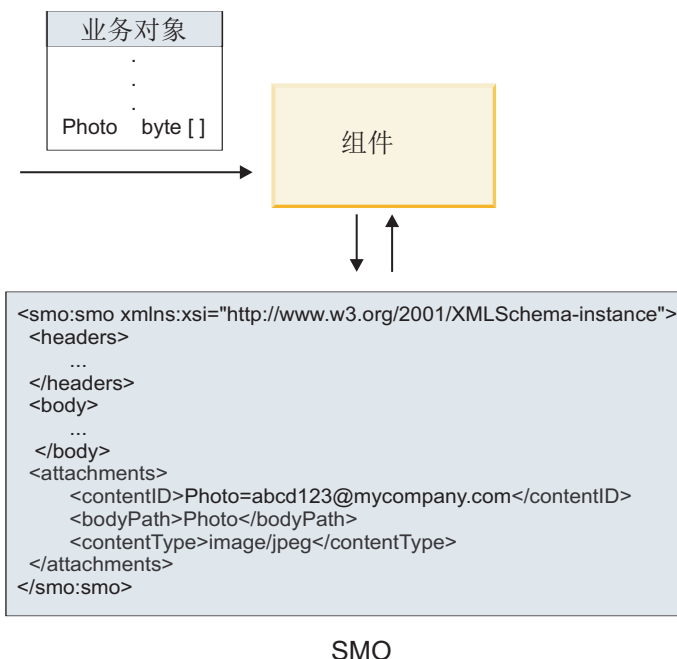 业务对象
.
.
.
Photo byte [ ]
组件
<smo:smo xmlns:xsi="http://www.w3.org/2001/XMLSchema-instance">
<headers>
...
</headers>
<body>
...
</body>
<attachments>
<contentID>Photo=abcd123@mycompany.com</contentID>
<bodyPath>Photo</bodyPath>
<contentType>image/jpeg</contentType>
</attachments>
</smo:smo>
SMO